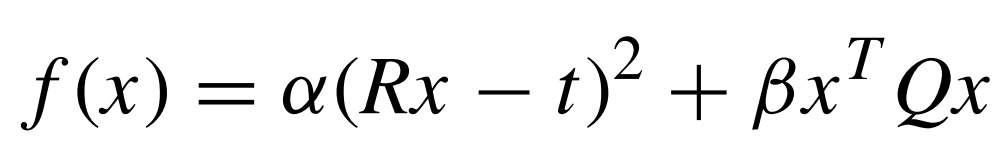 f(x) = α(Rx − t)² + βxᵀQx